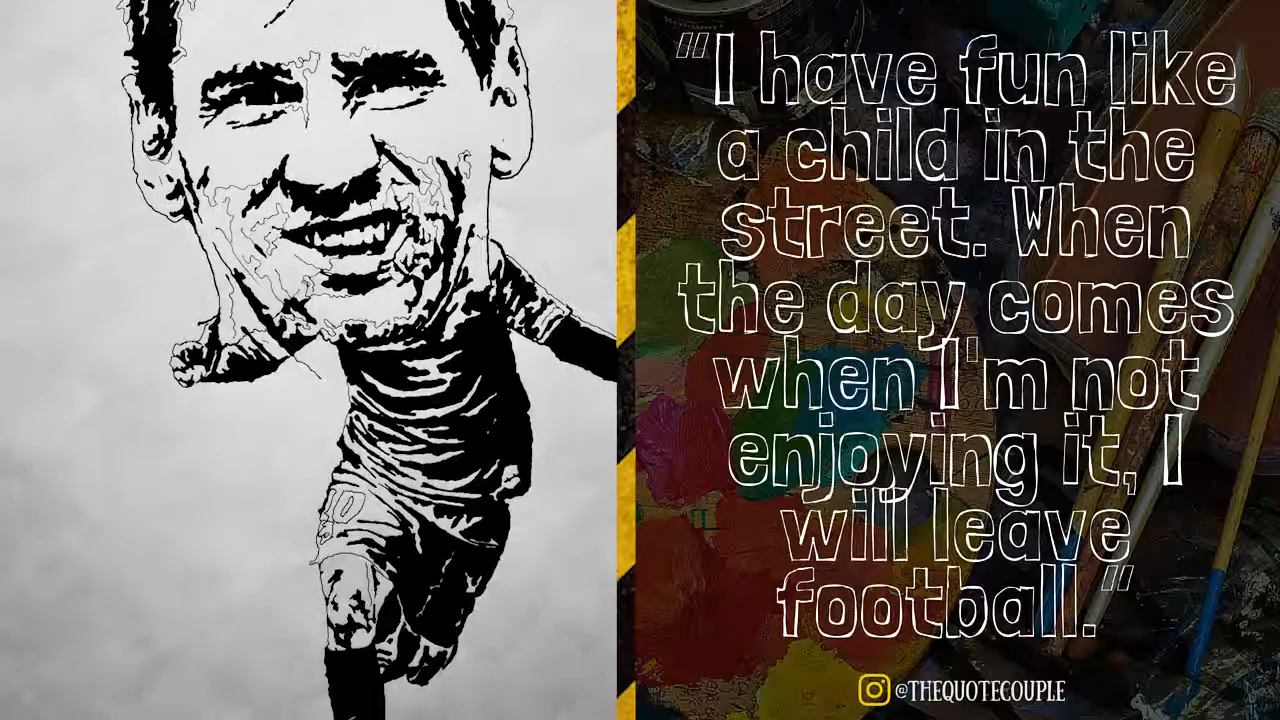 10
"I have fun like
a child in the
street. When
the day comes
when I'm not
enjoying it, I
will leave
football."
@THEQUOTECOUPLE